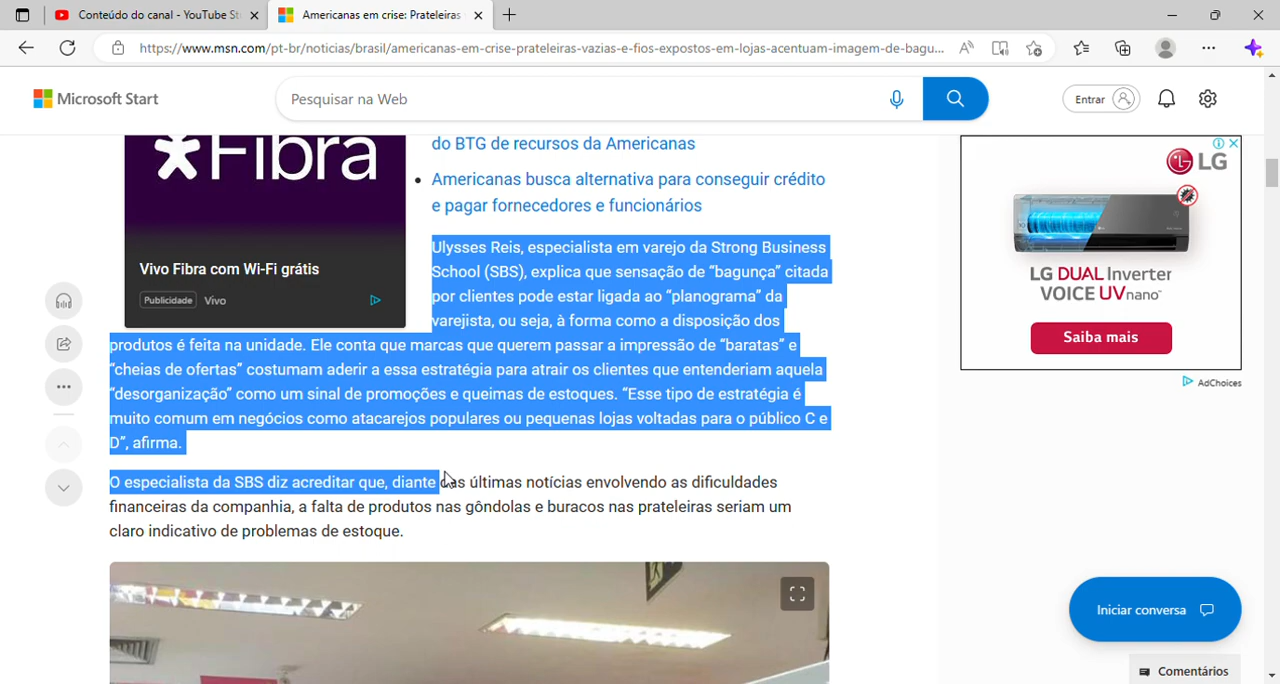 Conteúdo do canal - YouTube St
Americanas em crise: Prateleiras
https://www.msn.com/pt-br/noticias/brasil/americanas-em-crise-prateleiras-vazias-e-fios-expostos-em-lojas-acentuam-imagem-de-bagu...
Microsoft Start
Pesquisar na Web
Entrar
Fibra
Vivo Fibra com Wi-Fi grátis
Publicidade Vivo
do BTG de recursos da Americanas
• Americanas busca alternativa para conseguir crédito
e pagar fornecedores e funcionários
Ulysses Reis, especialista em varejo da Strong Business
School (SBS), explica que sensação de “bagunça” citada
por clientes pode estar ligada ao “planograma” da
varejista, ou seja, à forma como a disposição dos
produtos é feita na unidade. Ele conta que marcas que querem passar a impressão de “baratas” e
“cheias de ofertas” costumam aderir a essa estratégia para atrair os clientes que entenderiam aquela
“desorganização” como um sinal de promoções e queimas de estoques. “Esse tipo de estratégia é
muito comum em negócios como atacarejos populares ou pequenas lojas voltadas para o público C e
D”, afirma.
O especialista da SBS diz acreditar que, diante das últimas notícias envolvendo as dificuldades
financeiras da companhia, a falta de produtos nas gôndolas e buracos nas prateleiras seriam um
claro indicativo de problemas de estoque.
LG
LG DUAL Inverter
VOICE UVnano™
Saiba mais
AdChoices
Iniciar conversa
Comentários